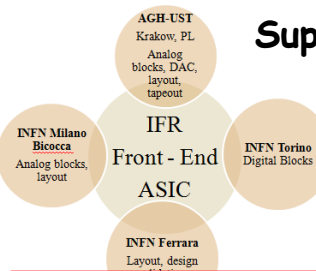 AGH-UST
Krakow, PL
Analog
blocks, DAC,
layout,
tapeout
Sup
INFN Milano
Bicocca
Analog blocks,
layout
IFR
Front - End
ASIC
INFN Torino
Digital Blocks
INFN Ferrara
Layout, design